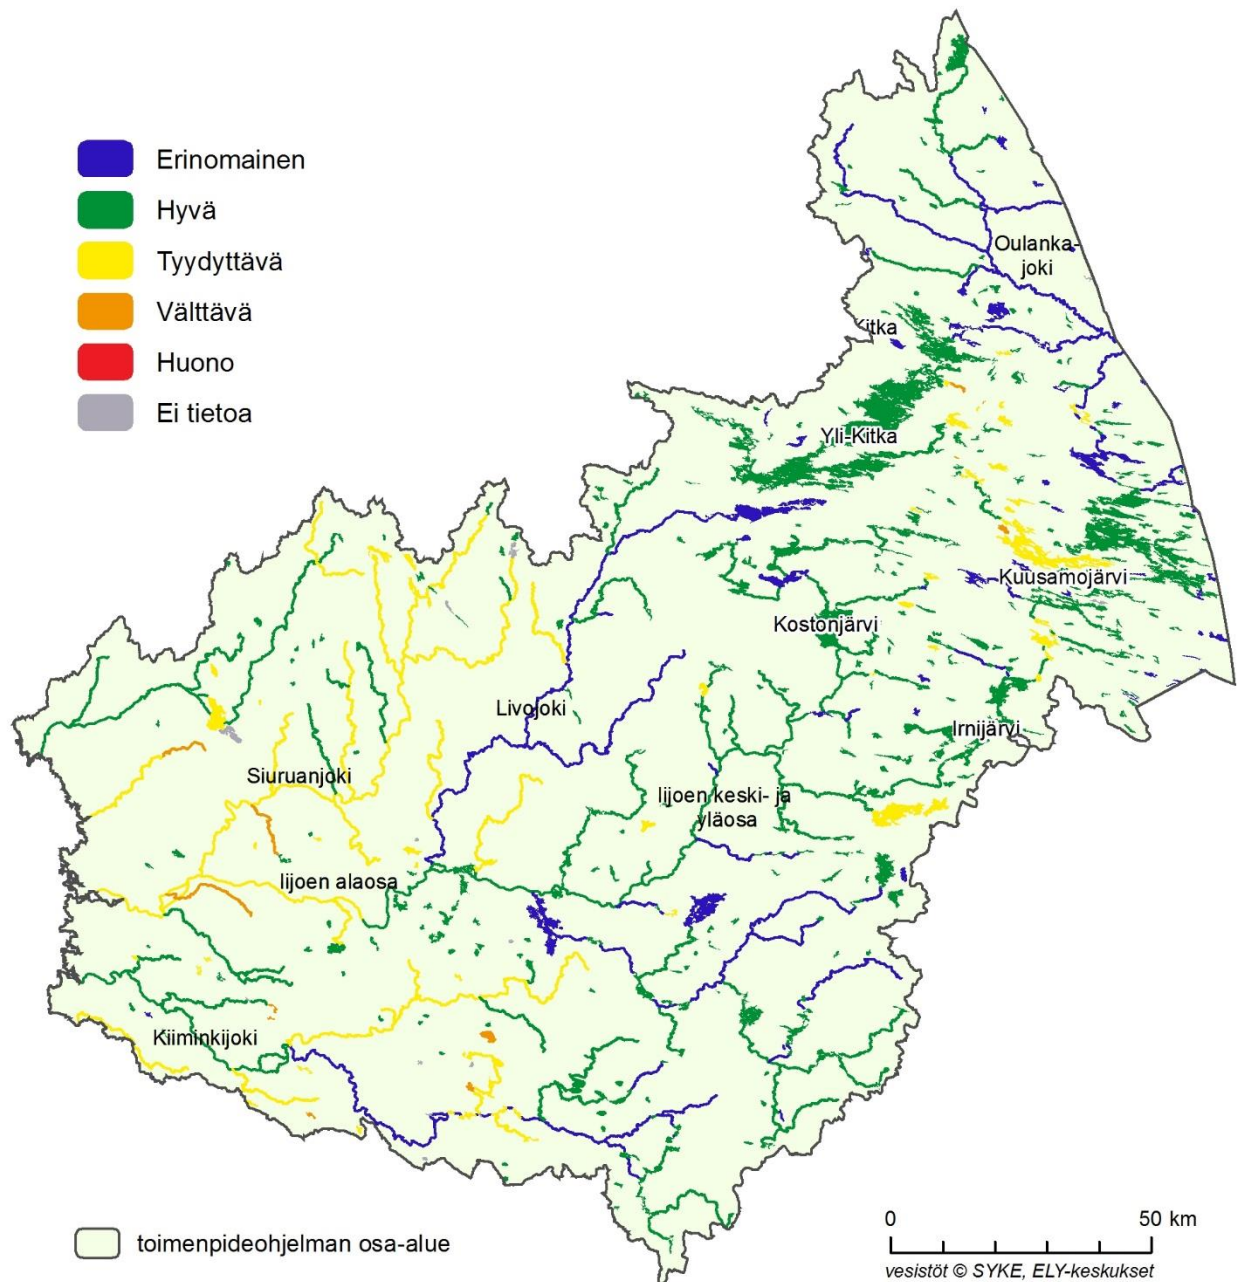 Erinomainen
Hyvä
Tyydyttävä
Välttävä
Huono
Ei tietoa
Oulanka-
joki
Kitka
Yli-Kitka
Kuusamojärvi
Kostonjärvi
Livojoki
Irnijärvi
Siuruanjoki
Iijoen keski- ja
yläosa
Iijoen alaosa
Kiiminkijoki
toimenpideohjelman osa-alue
0 50 km
vesistöt © SYKE, ELY-keskukset